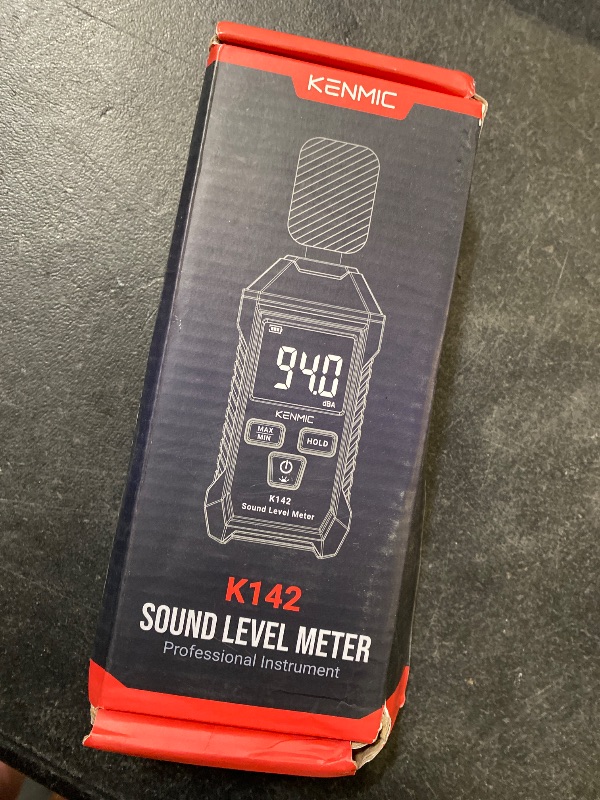 KENMIC
94.0
dBA
KENMIC
MAX
MIN
HOLD
K142
Sound Level Meter
K142
SOUND LEVEL METER
Professional Instrument